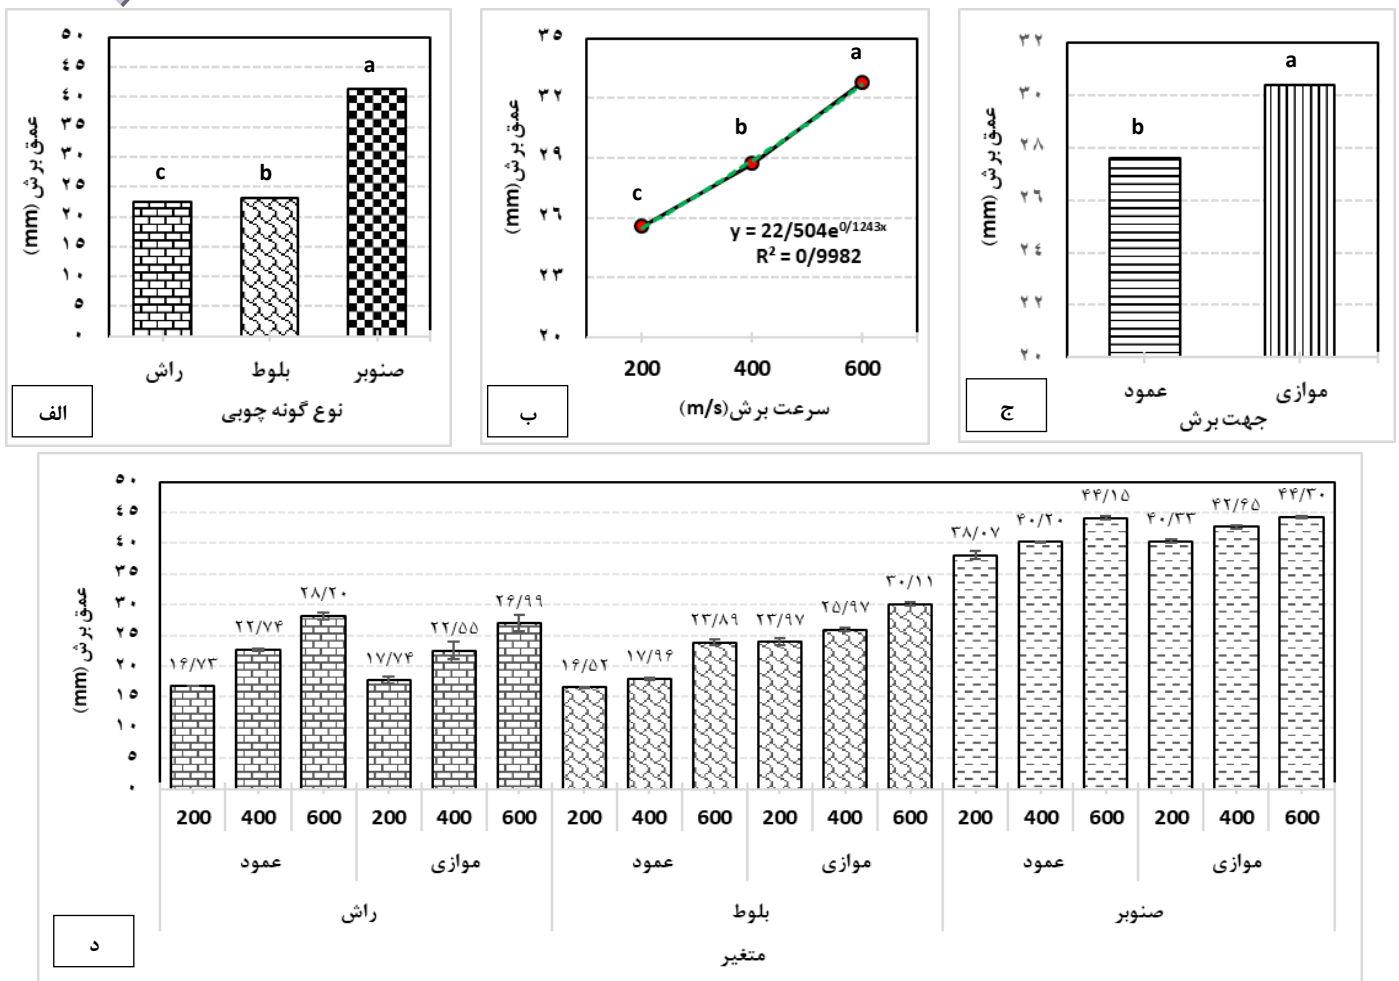 ۵۰
۴۵
۴۰
۳۵
۳۰
۲۵
۲۰
۱۵
۱۰
۵
۰
عمق برش (mm)
c
b
a
راش
بلوط
صنوبر
نوع گونه چوبی
الف
۳۵
۳۲
۲۹
۲۶
۲۳
۲۰
عمق برش(mm)
c
b
a
y = 22/504e^0/1243x
R² = 0/9982
200 400 600
سرعت برش(m/s)
ب
۳۲
۳۰
۲۸
۲۶
۲۴
۲۲
۲۰
عمق برش (mm)
b
a
عمود
موازی
جهت برش
ج
۵۰
۴۵
۴۰
۳۵
۳۰
۲۵
۲۰
۱۵
۱۰
۵
۰
عمق برش (mm)
۱۶/۷۳
۲۲/۷۴
۲۸/۲۰
۱۷/۷۴
۲۲/۵۵
۲۶/۹۹
۱۶/۵۲
۱۷/۹۶
۲۳/۸۹
۲۳/۹۷
۲۵/۹۷
۳۰/۱۱
۳۸/۰۷
۴۰/۲۰
۴۴/۱۵
۴۰/۳۳
۴۲/۶۵
۴۴/۳۰
200 400 600 200 400 600 200 400 600 200 400 600 200 400 600 200 400 600
عمود
موازی
عمود
موازی
عمود
موازی
راش
بلوط
صنوبر
متغیر
د